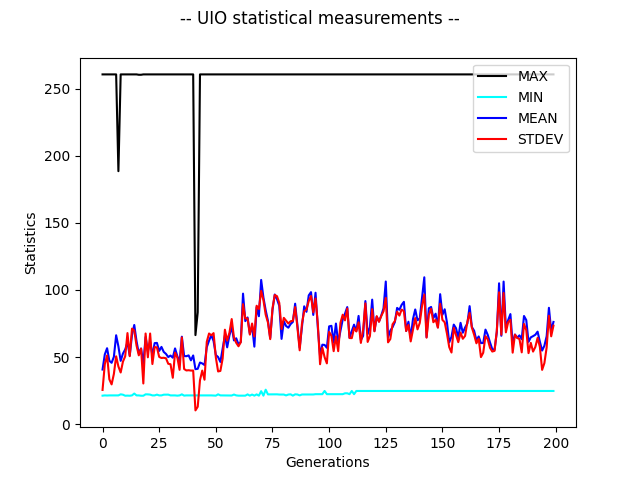 -- UIO statistical measurements --
MAX
MIN
MEAN
STDEV
Statistics
250
200
150
100
50
0
0 25 50 75 100 125 150 175 200
Generations